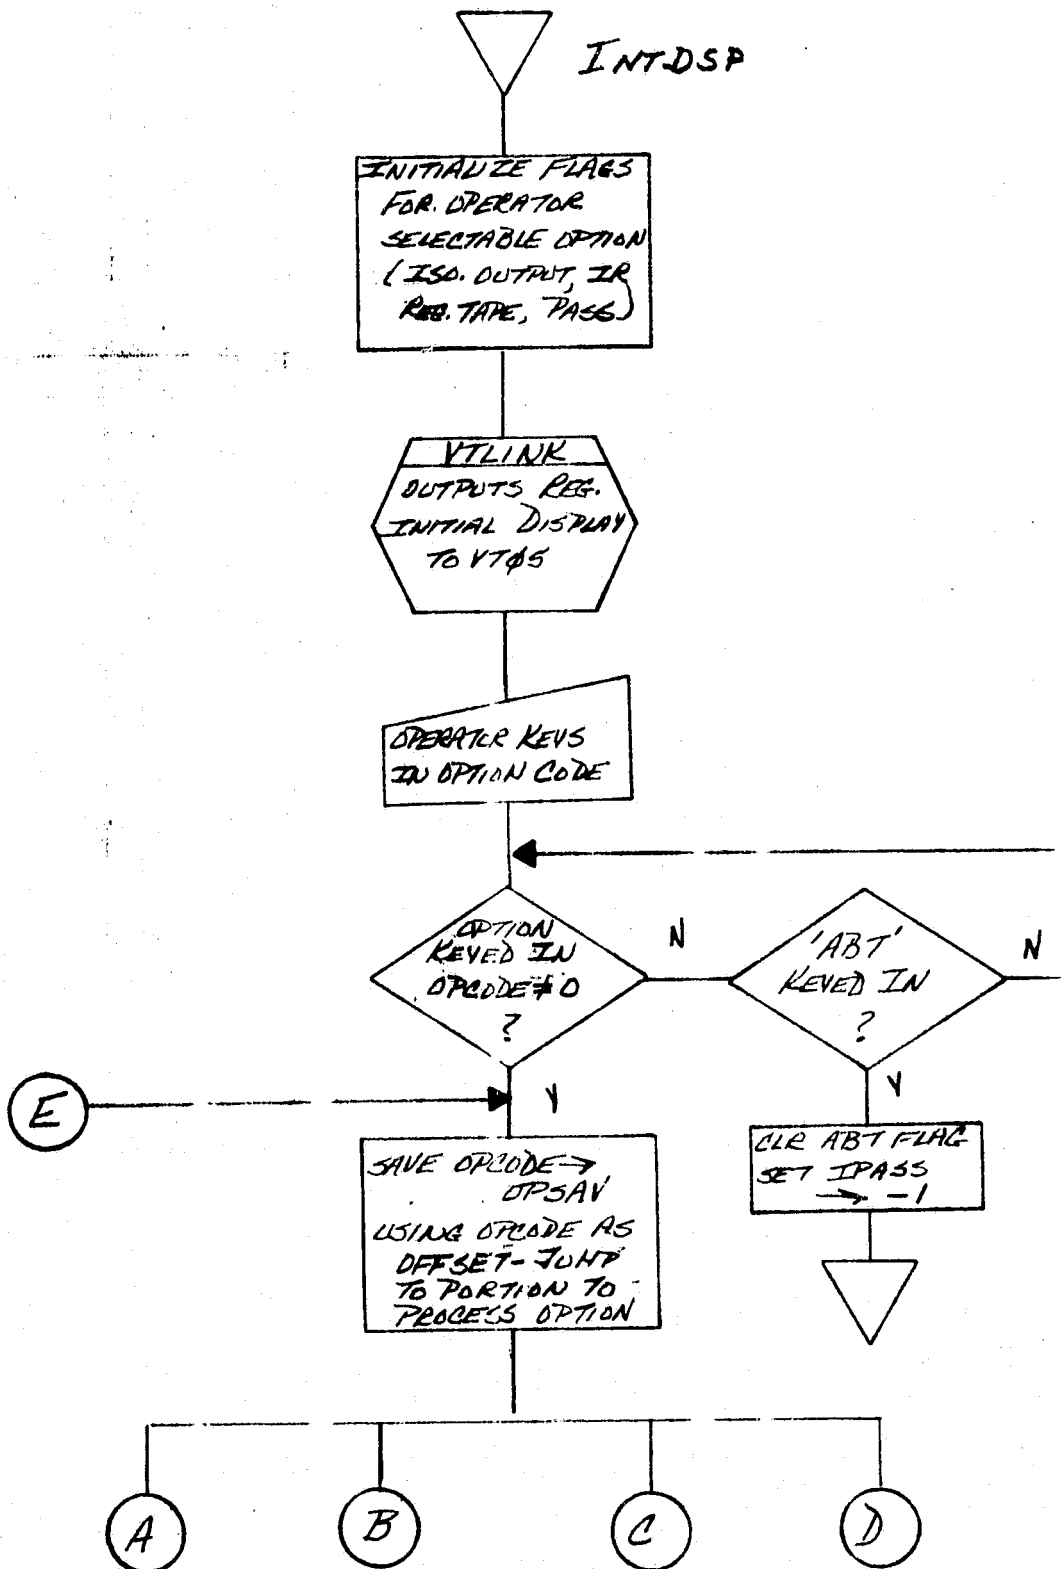 INTDSP
INITIALIZE FLAGS
FOR OPERATOR
SELECTABLE OPTION
(ISO. OUTPUT, IR
REG. TAPE, PASS)
VTLINK
OUTPUTS REG.
INITIAL DISPLAY
TO VTØ5
OPERATOR KEYS
IN OPTION CODE
OPTION
KEYED IN
OPCODE≠0
?
N
'ABT'
KEYED IN
?
N
E
Y
Y
SAVE OPCODE→
OPSAV
USING OPCODE AS
OFFSET-JUMP
TO PORTION TO
PROCESS OPTION
CLR ABT FLAG
SET IPASS
→ -1
A
B
C
D